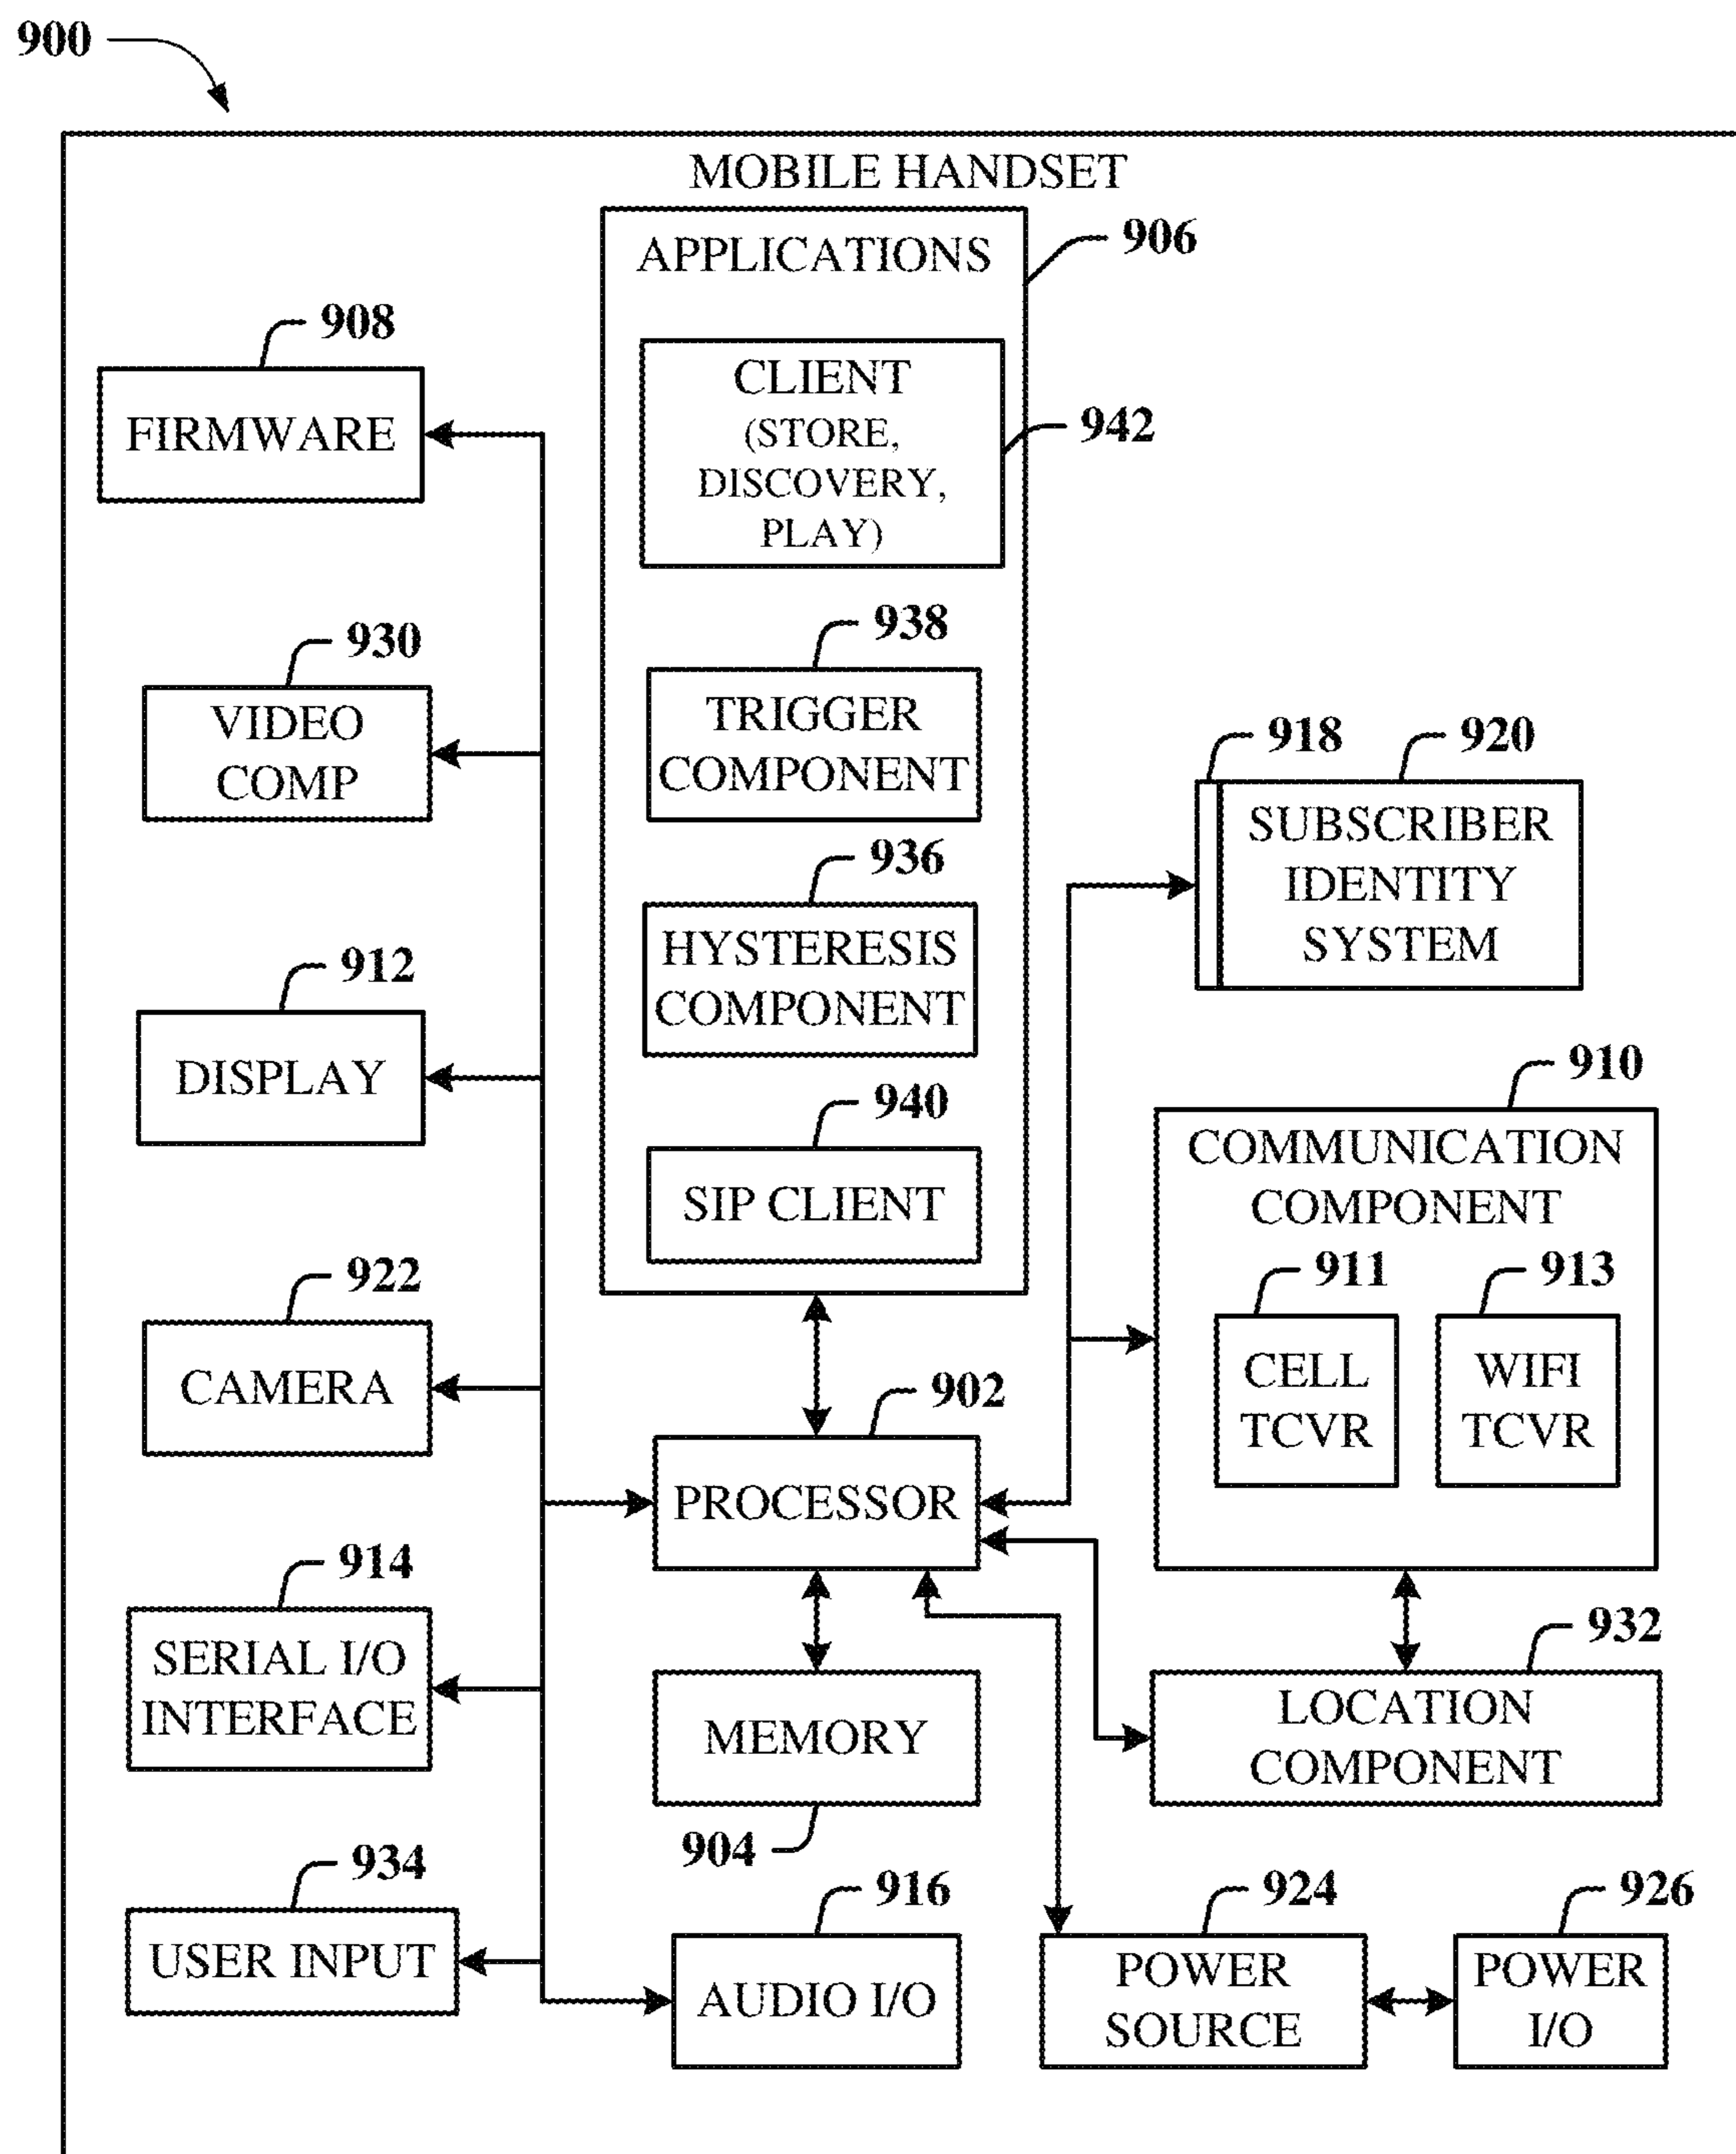 900
MOBILE HANDSET
APPLICATIONS
906
CLIENT
(STORE,
DISCOVERY,
PLAY)
942
938
TRIGGER
COMPONENT
936
HYSTERESIS
COMPONENT
940
SIP CLIENT
908
FIRMWARE
930
VIDEO
COMP
912
DISPLAY
922
CAMERA
914
SERIAL I/O
INTERFACE
934
USER INPUT
902
PROCESSOR
MEMORY
904
916
AUDIO I/O
918
920
SUBSCRIBER
IDENTITY
SYSTEM
910
COMMUNICATION
COMPONENT
911
CELL
TCVR
913
WIFI
TCVR
932
LOCATION
COMPONENT
924
POWER
SOURCE
926
POWER
I/O